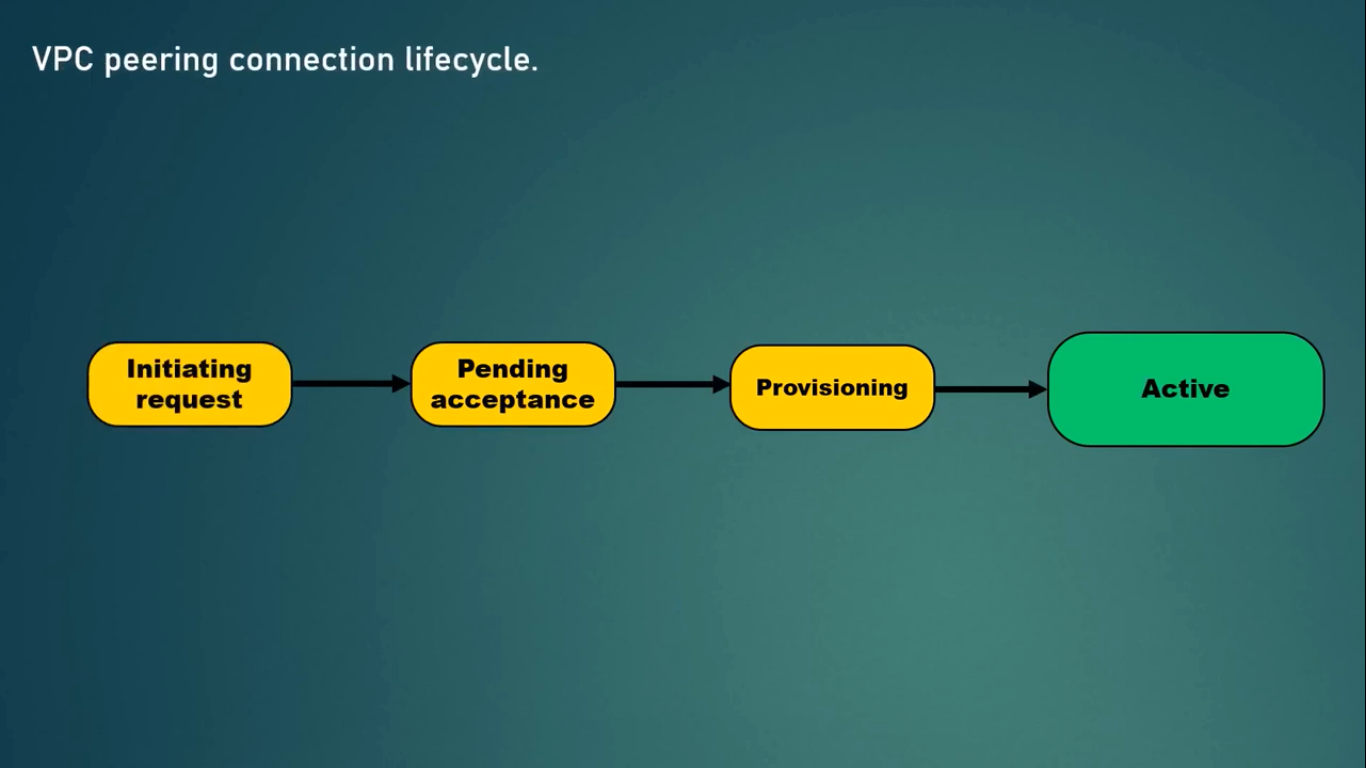 VPC peering connection lifecycle.
Initiating
request
Pending
acceptance
Provisioning
Active